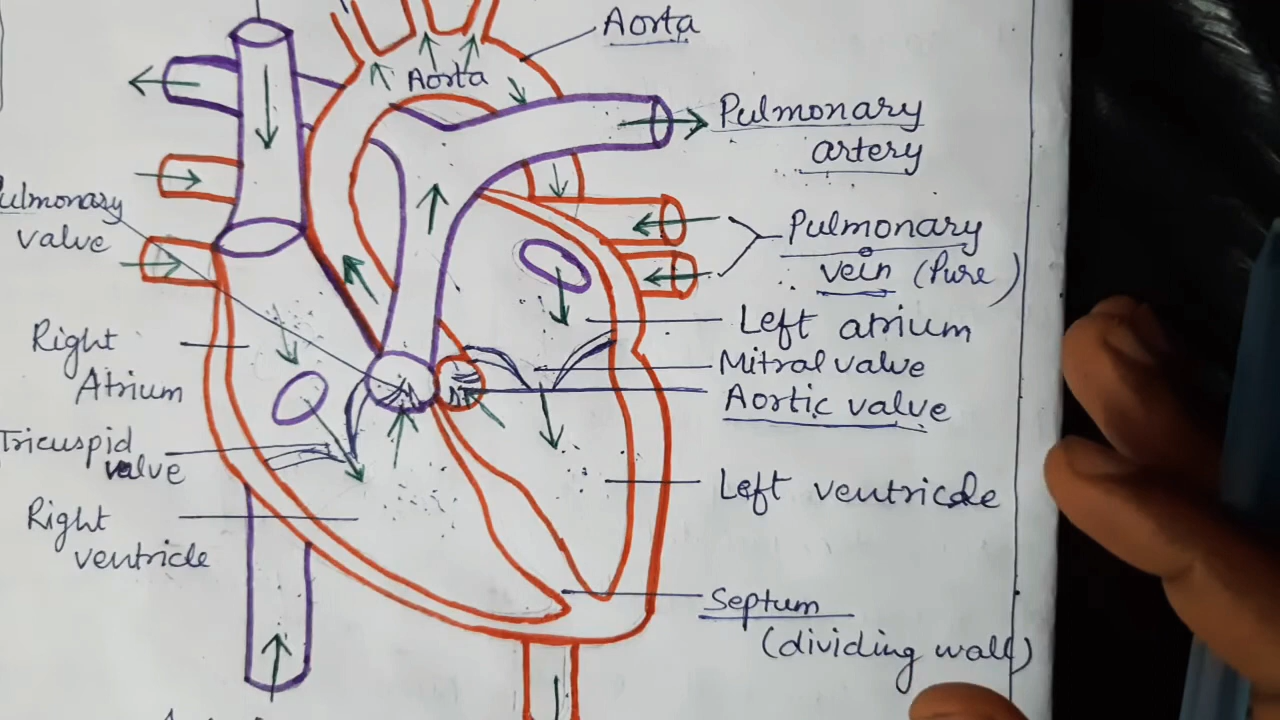 Aorta
Aorta
Pulmonary
artery
valve
Pulmonary
vein (Pure)
Right
Atrium
Left atrium
Mitral valve
Aortic valve
Tricuspid
valve
Left ventricle
Right
ventricle
Septum
(dividing wall)